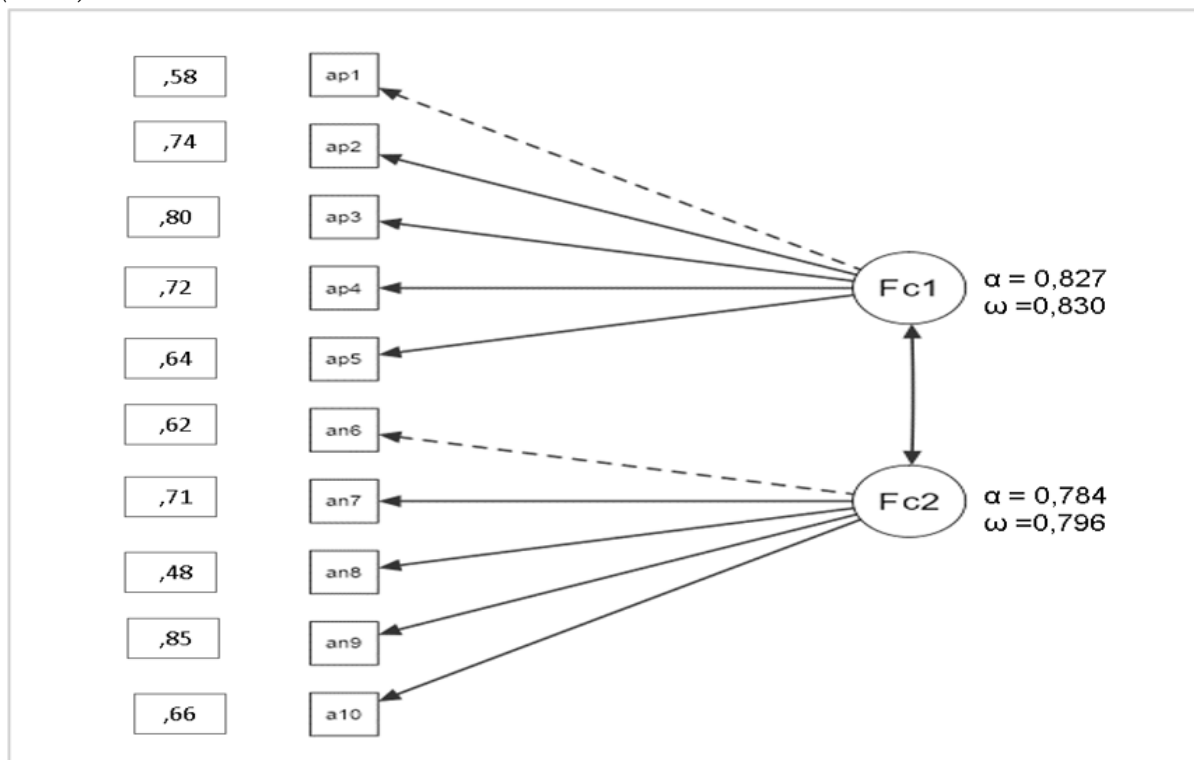 ,58 ap1
,74 ap2
,80 ap3
,72 ap4
,64 ap5
,62 an6
,71 an7
,48 an8
,85 an9
,66 a10
Fc1
α = 0,827
ω =0,830
Fc2
α = 0,784
ω =0,796